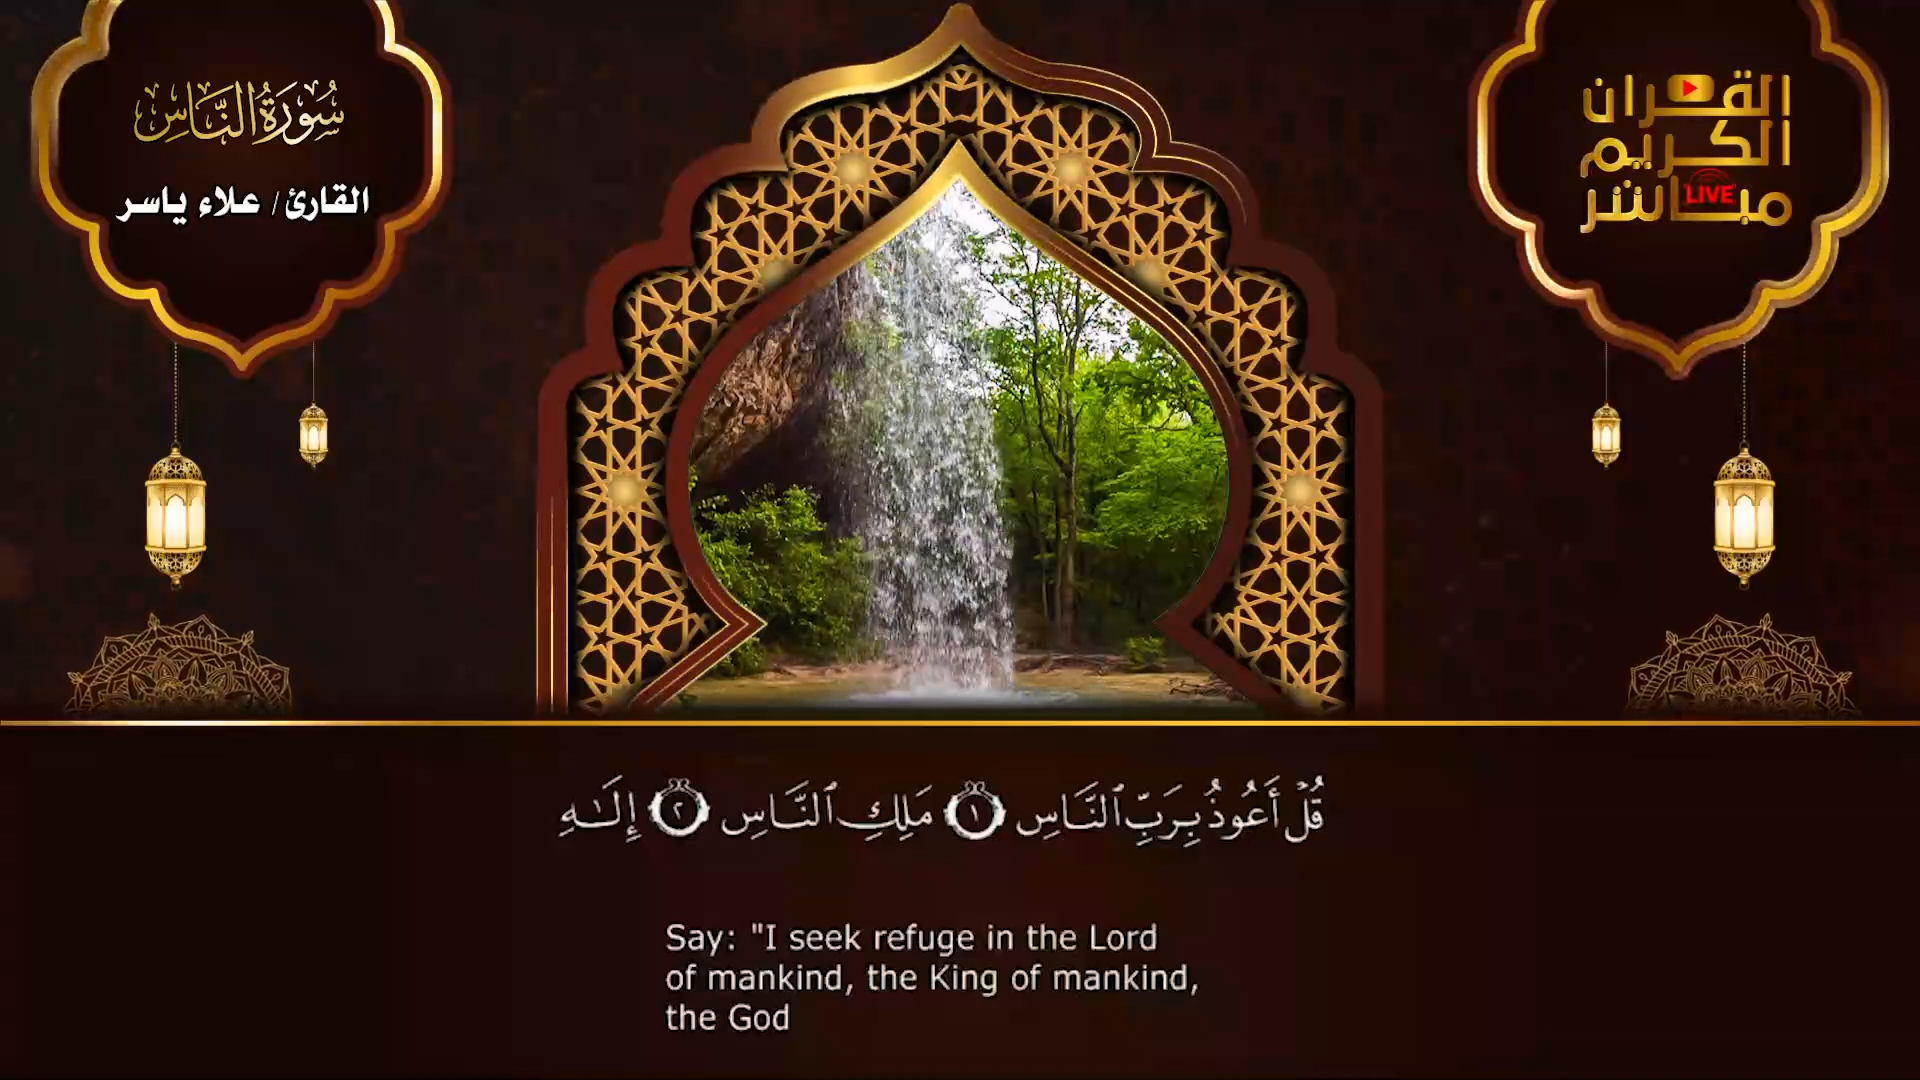 سُورَةُ النَّاسِ
القارئ / علاء ياسر
القرآن
الكريم
مباشر
LIVE
قُلۡ أَعُوذُ بِرَبِّ ٱلنَّاسِ ١ مَلِكِ ٱلنَّاسِ ٢ إِلَٰهِ
Say: "I seek refuge in the Lord
of mankind, the King of mankind,
the God